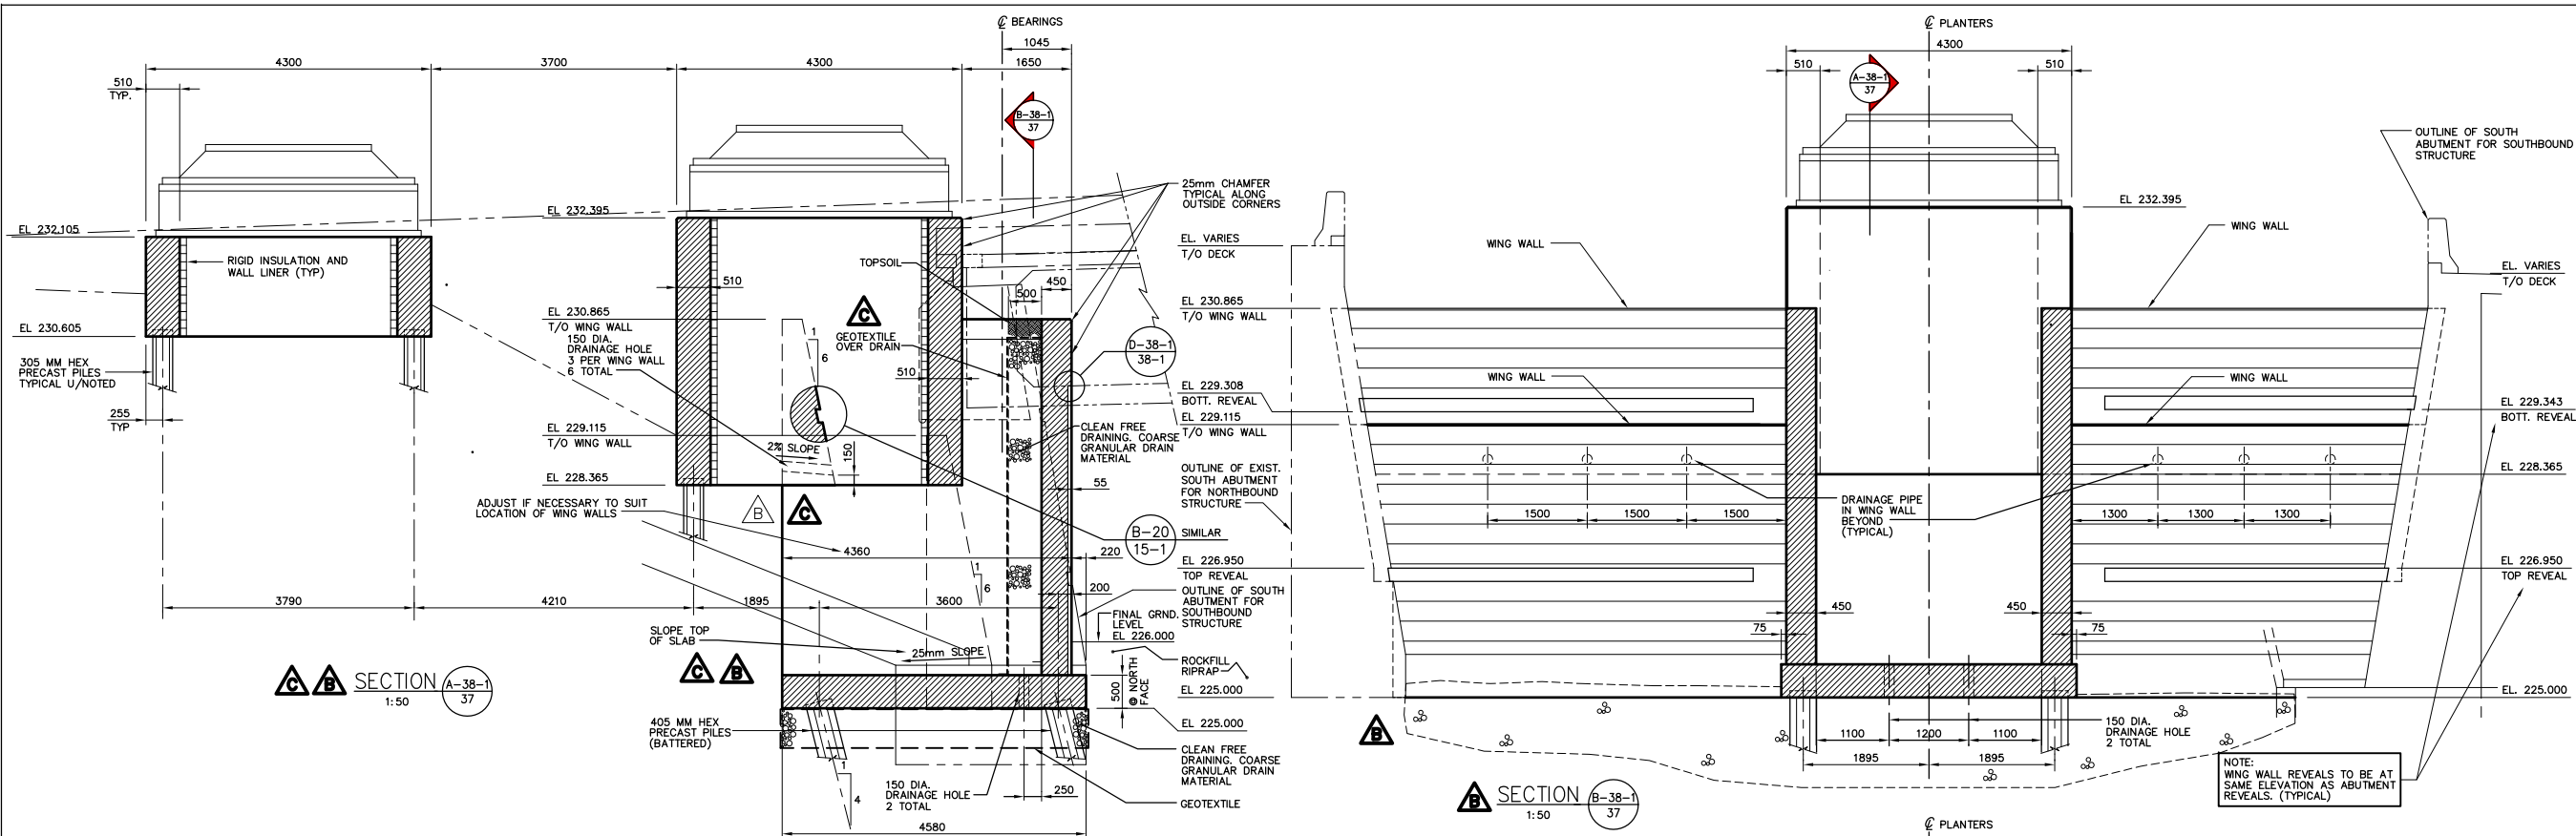 ℄ BEARINGS
1045
4300
3700
4300
1650
510
TYP.
B-38-1
37
25mm CHAMFER
TYPICAL ALONG
OUTSIDE CORNERS
EL 232.105
EL 232.395
RIGID INSULATION AND
WALL LINER (TYP)
TOPSOIL
510
500
450
EL. VARIES
T/O DECK
EL 230.605
EL 230.865
T/O WING WALL
150 DIA.
DRAINAGE HOLE
3 PER WING WALL
6 TOTAL
C
GEOTEXTILE
OVER DRAIN
1
6
510
D-38-1
38-1
EL 230.865
T/O WING WALL
305 MM HEX
PRECAST PILES
TYPICAL U/NOTED
255
TYP
EL 229.308
BOTT. REVEAL
EL 229.115
T/O WING WALL
EL 229.115
T/O WING WALL
2% SLOPE
150
CLEAN FREE
DRAINING. COARSE
GRANULAR DRAIN
MATERIAL
EL 228.365
55
ADJUST IF NECESSARY TO SUIT
LOCATION OF WING WALLS
B
C
OUTLINE OF EXIST.
SOUTH ABUTMENT
FOR NORTHBOUND
STRUCTURE
B-20
15-1
SIMILAR
4360
220
EL 226.950
TOP REVEAL
1
6
200
3790
4210
1895
3600
OUTLINE OF SOUTH
ABUTMENT FOR
SOUTHBOUND
STRUCTURE
FINAL GRND.
LEVEL
EL 226.000
SLOPE TOP
OF SLAB
25mm SLOPE
C
B
ROCKFILL
RIPRAP
500
@ NORTH
FACE
EL 225.000
EL 225.000
C
B
SECTION
1:50
A-38-1
37
405 MM HEX
PRECAST PILES
(BATTERED)
1
4
150 DIA.
DRAINAGE HOLE
2 TOTAL
250
CLEAN FREE
DRAINING. COARSE
GRANULAR DRAIN
MATERIAL
GEOTEXTILE
4580
℄ PLANTERS
4300
510
510
A-38-1
37
OUTLINE OF SOUTH
ABUTMENT FOR SOUTHBOUND
STRUCTURE
EL 232.395
WING WALL
WING WALL
EL. VARIES
T/O DECK
WING WALL
WING WALL
EL 229.343
BOTT. REVEAL
EL 228.365
DRAINAGE PIPE
IN WING WALL
BEYOND
(TYPICAL)
1500
1500
1500
1300
1300
1300
EL 226.950
TOP REVEAL
450
450
75
75
EL. 225.000
B
1100
1200
1100
1895
1895
150 DIA.
DRAINAGE HOLE
2 TOTAL
NOTE:
WING WALL REVEALS TO BE AT
SAME ELEVATION AS ABUTMENT
REVEALS. (TYPICAL)
B
SECTION
1:50
B-38-1
37
℄ PLANTERS